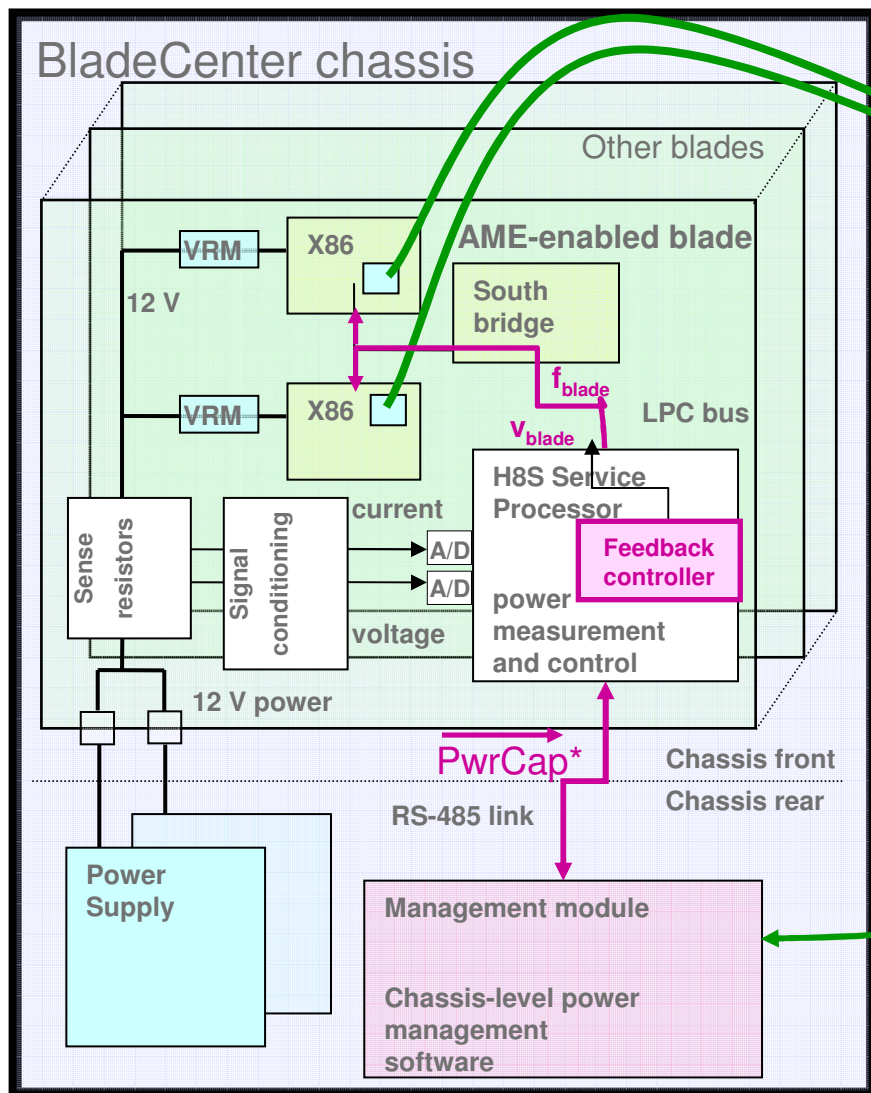 BladeCenter chassis
Other blades
AME-enabled blade
VRM
X86
South
bridge
12 V
VRM
X86
f_blade
LPC bus
v_blade
H8S Service
Processor
current
Sense
resistors
Signal
conditioning
A/D
A/D
Feedback
controller
power
measurement
and control
voltage
12 V power
PwrCap*
Chassis front
Chassis rear
RS-485 link
Power
Supply
Management module
Chassis-level power
management
software